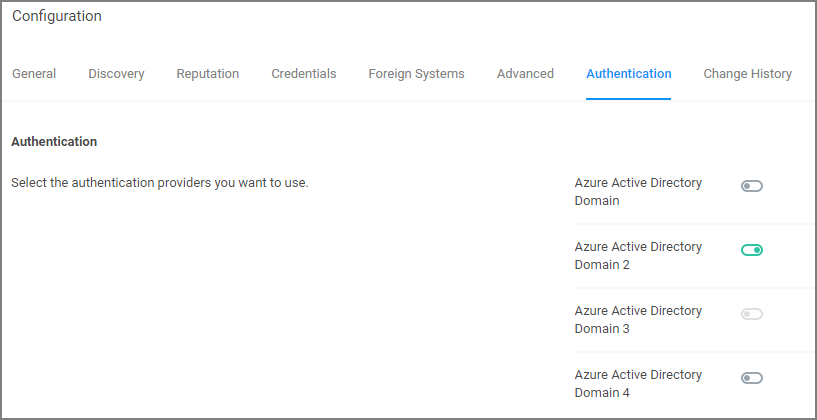 Configuration
General Discovery Reputation Credentials Foreign Systems Advanced Authentication Change History
Authentication
Select the authentication providers you want to use.
Azure Active Directory
Domain
Azure Active Directory
Domain 2
Azure Active Directory
Domain 3
Azure Active Directory
Domain 4